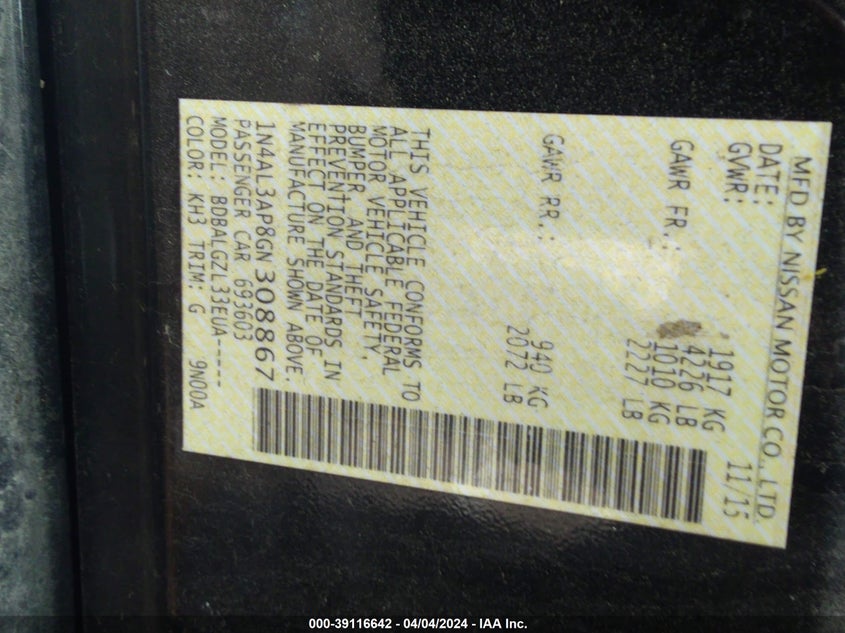 MFD BY NISSAN MOTOR CO., LTD.
DATE: 11/15
GVWR: 1917 KG
4226 LB
GAWR FR.: 1010 KG
2227 LB
GAWR RR.: 940 KG
2072 LB
THIS VEHICLE CONFORMS TO
ALL APPLICABLE FEDERAL
MOTOR VEHICLE SAFETY,
BUMPER, AND THEFT
PREVENTION STANDARDS IN
EFFECT ON THE DATE OF
MANUFACTURE SHOWN ABOVE.
1N4AL3AP8GN308867
PASSENGER CAR 693603
MODEL: BDBALGZL33EUA-----
COLOR: KH3 TRIM: G 9N00A
000-39116642 - 04/04/2024 - IAA Inc.